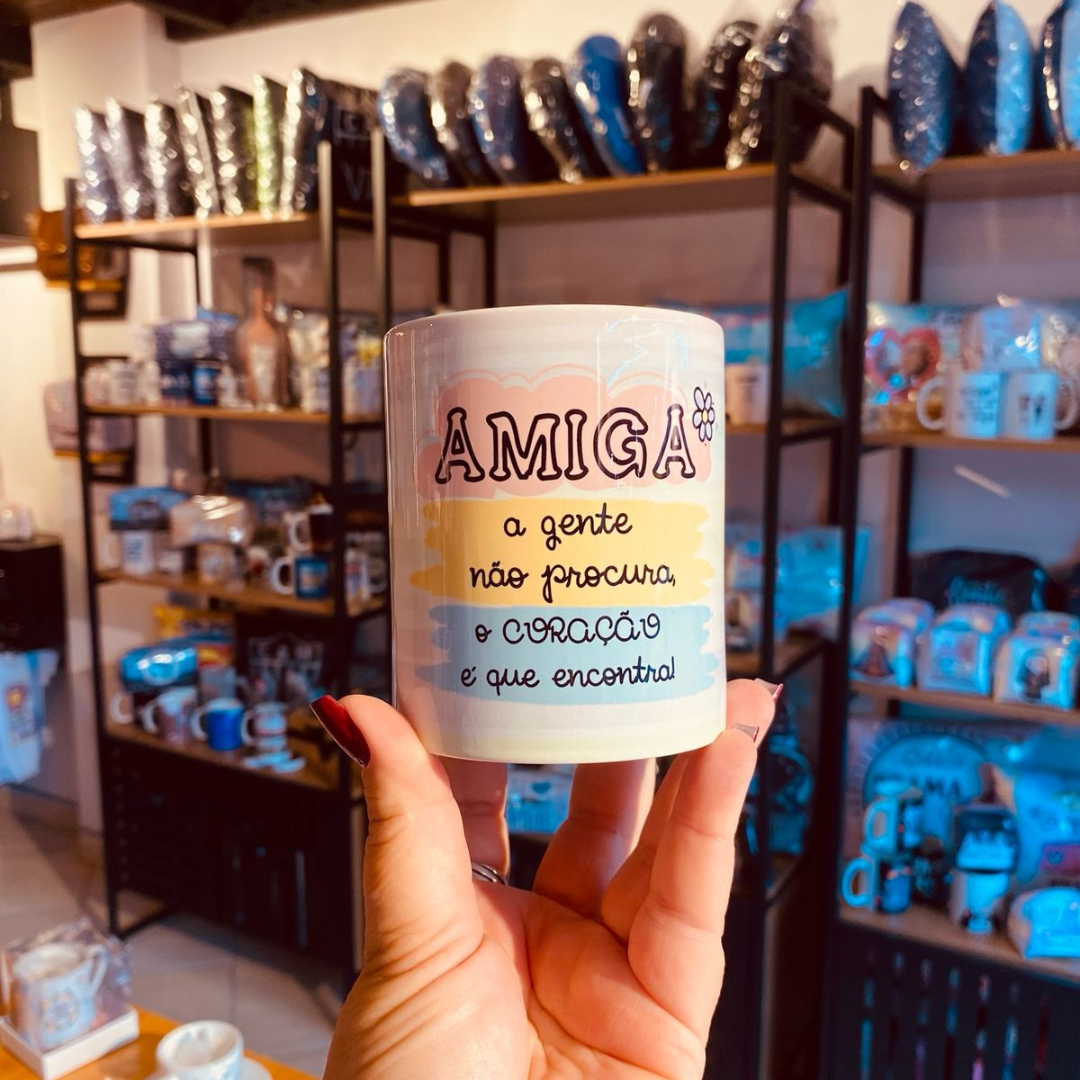 AMIGA
a gente
não procura,
o CORAÇÃO
é que encontra!